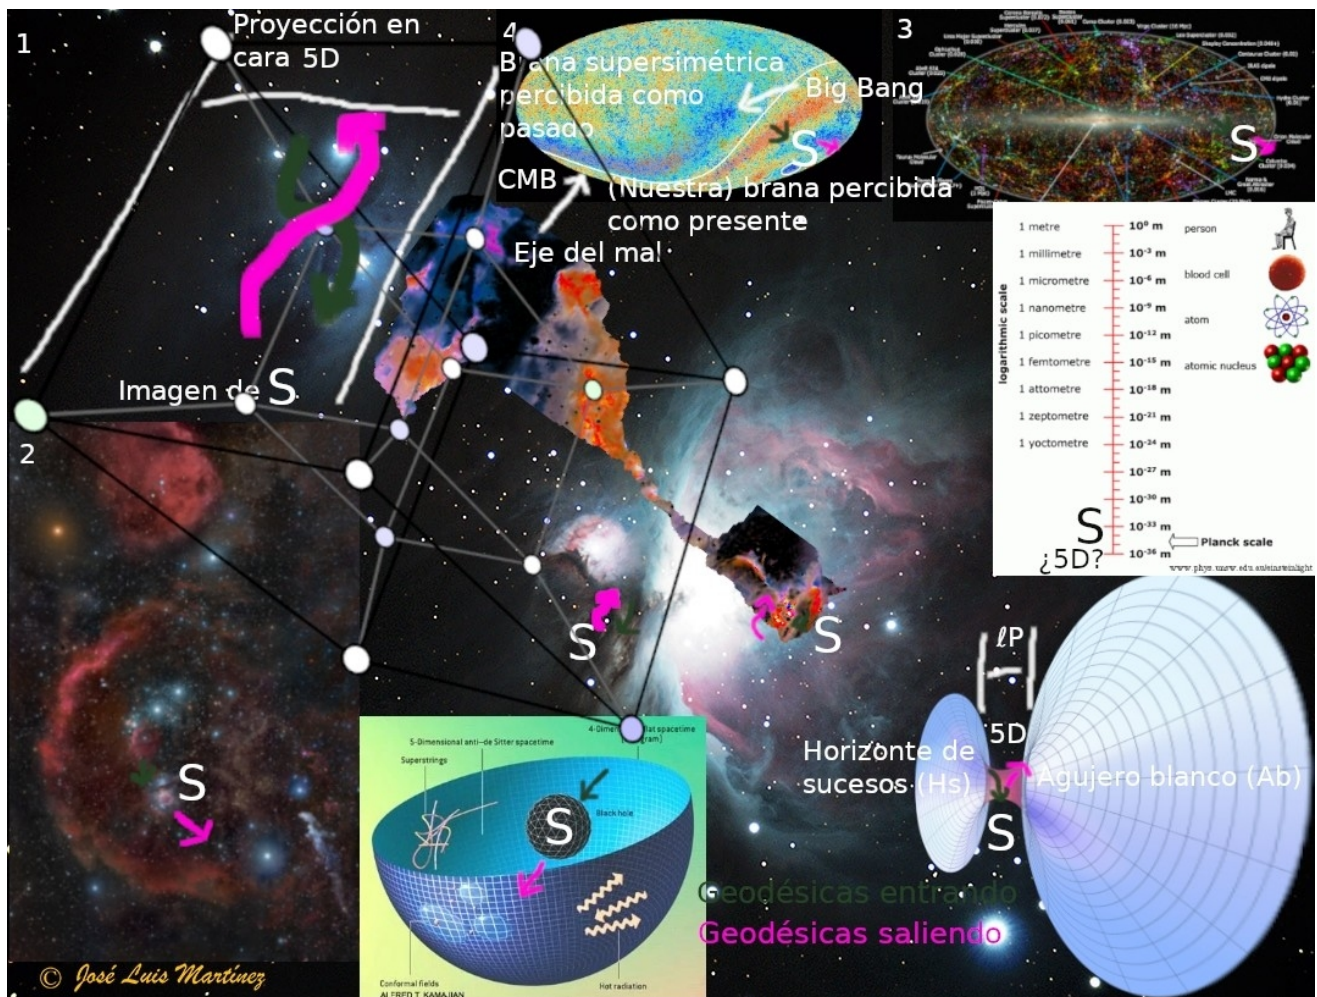 1
Proyección en
cara 5D
4
Brana supersimétrica
percibida como
pasado
Big Bang
S
CMB
(Nuestra) brana percibida
como presente
Eje del mal
3
S
Imagen de S
2
S
© José Luis Martínez
S
S
logarithmic scale
1 metre 10⁰ m person
1 millimetre 10⁻³ m
1 micrometre 10⁻⁶ m blood cell
1 nanometre 10⁻⁹ m
1 picometre 10⁻¹² m atom
1 femtometre 10⁻¹⁵ m atomic nucleus
1 attometre 10⁻¹⁸ m
1 zeptometre 10⁻²¹ m
1 yoctometre 10⁻²⁴ m
10⁻²⁷ m
10⁻³⁰ m
S 10⁻³³ m
Planck scale
¿5D? 10⁻³⁶ m
www.phys.unsw.edu.au/einsteinlight
ℓP
5D
Horizonte de
sucesos (Hs)
Agujero blanco (Ab)
S
5-Dimensional anti-de Sitter spacetime
Superstrings
Black hole
S
Conformal fields
Hot radiation
ALFRED T. KAMAJIAN
Geodésicas entrando
Geodésicas saliendo